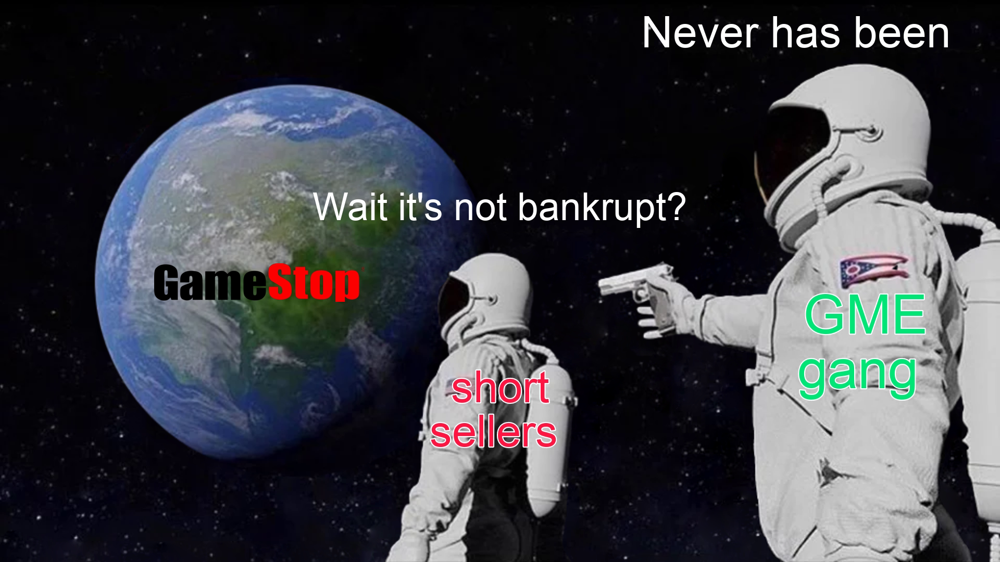 Never has been
Wait it's not bankrupt?
GameStop
GME
gang
short
sellers